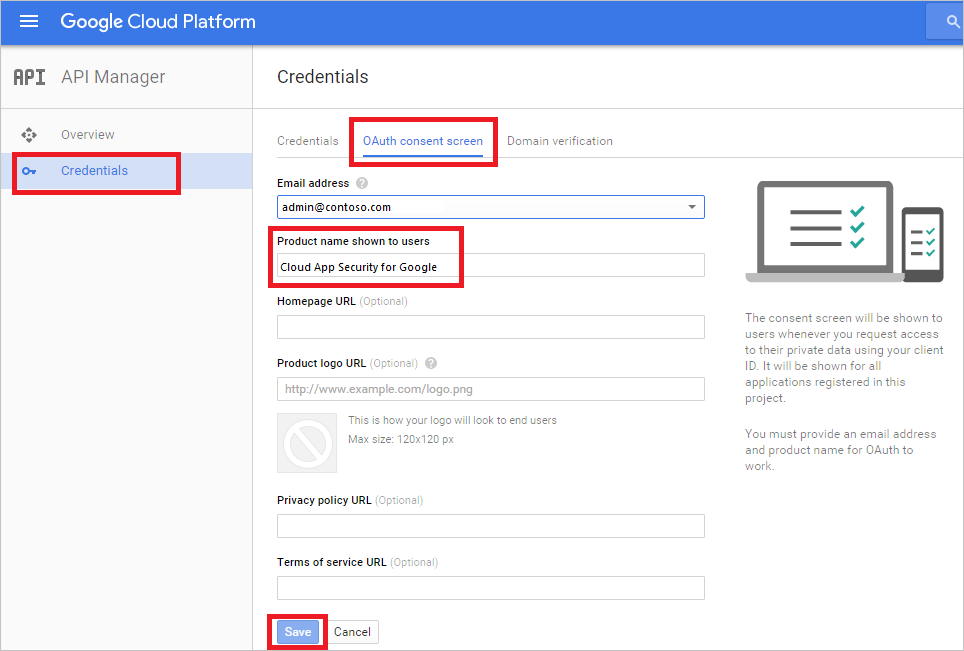 Google Cloud Platform
API API Manager
Overview
Credentials
Credentials
Credentials OAuth consent screen Domain verification
Email address ?
admin@contoso.com
Product name shown to users
Cloud App Security for Google
Homepage URL (Optional)
Product logo URL (Optional) ?
http://www.example.com/logo.png
This is how your logo will look to end users
Max size: 120x120 px
Privacy policy URL (Optional)
Terms of service URL (Optional)
Save Cancel
The consent screen will be shown to
users whenever you request access
to their private data using your client
ID. It will be shown for all
applications registered in this
project.
You must provide an email address
and product name for OAuth to
work.